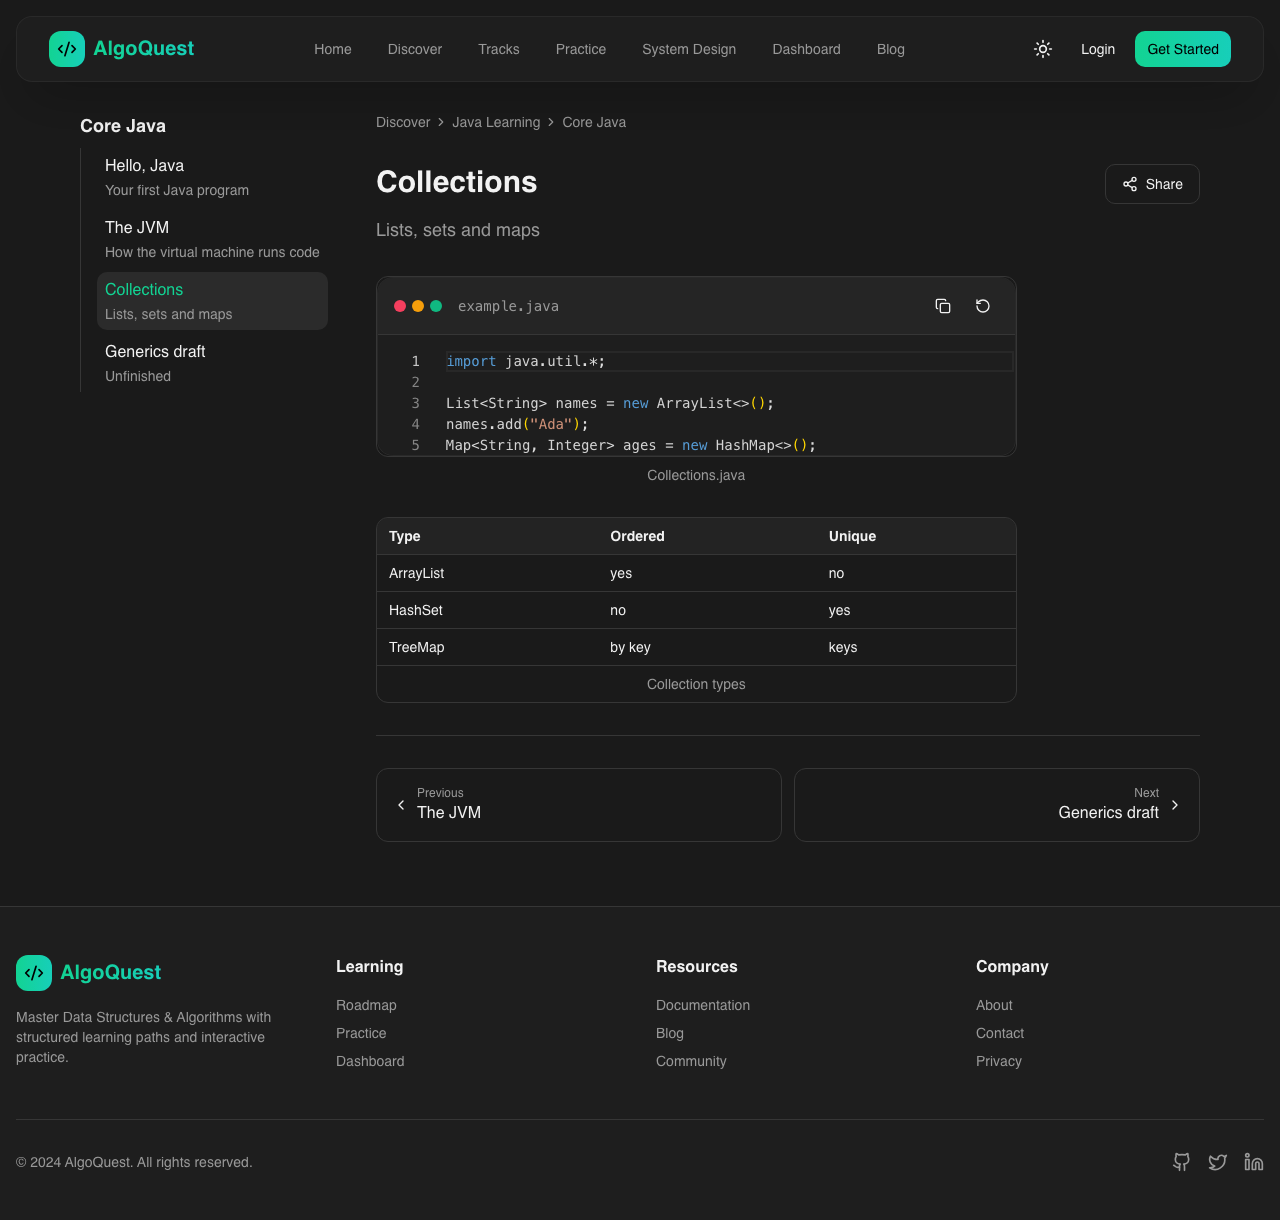 AlgoQuest
Home Discover Tracks Practice System Design Dashboard Blog
Login
Get Started
Core Java
Hello, Java
Your first Java program
The JVM
How the virtual machine runs code
Collections
Lists, sets and maps
Generics draft
Unfinished
Discover > Java Learning > Core Java
Collections
Share
Lists, sets and maps
example.java
1 import java.util.*;
2
3 List<String> names = new ArrayList<>();
4 names.add("Ada");
5 Map<String, Integer> ages = new HashMap<>();
Collections.java
Type Ordered Unique
ArrayList yes no
HashSet no yes
TreeMap by key keys
Collection types
Previous
The JVM
Next
Generics draft
AlgoQuest
Master Data Structures & Algorithms with
structured learning paths and interactive
practice.
Learning
Roadmap
Practice
Dashboard
Resources
Documentation
Blog
Community
Company
About
Contact
Privacy
© 2024 AlgoQuest. All rights reserved.